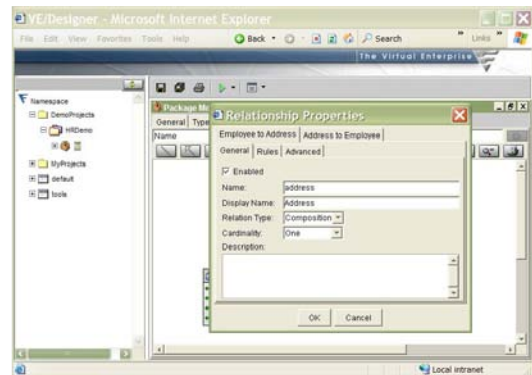 VE/Designer - Microsoft Internet Explorer
File Edit View Favorites Tools Help
Back
Search
Links
The Virtual Enterprise
Namespace
DemoProjects
HRDemo
MyProjects
default
tools
Package Mo
General Type
Name
Relationship Properties
Employee to Address Address to Employee
General Rules Advanced
Enabled
Name: address
Display Name: Address
Relation Type: Composition
Cardinality: One
Description:
OK Cancel
Local intranet